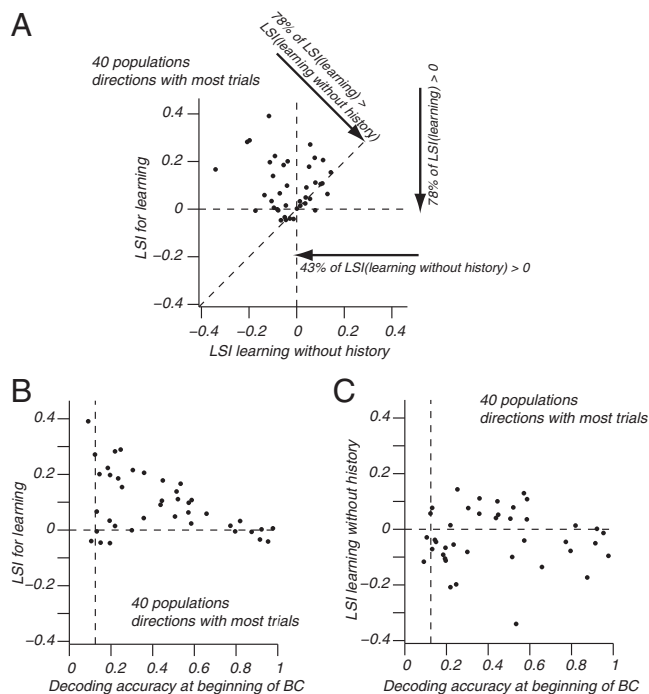 A
40 populations
directions with most trials
78% of LSI(learning) >
LSI(learning without history)
78% of LSI(learning) > 0
43% of LSI(learning without history) > 0
LSI for learning
0.4
0.2
0
−0.2
−0.4
−0.4 −0.2 0 0.2 0.4
LSI learning without history
B
LSI for learning
0.4
0.2
0
−0.2
−0.4
40 populations
directions with most trials
0 0.2 0.4 0.6 0.8 1
Decoding accuracy at beginning of BC
C
40 populations
directions with most trials
LSI learning without history
0.4
0.2
0
−0.2
−0.4
0 0.2 0.4 0.6 0.8 1
Decoding accuracy at beginning of BC